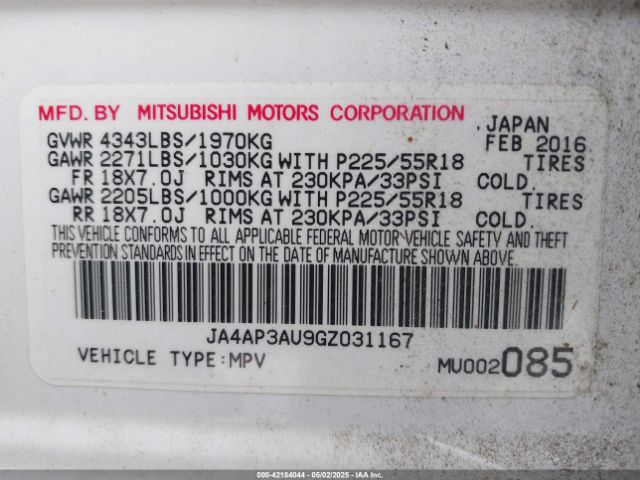 MFD. BY MITSUBISHI MOTORS CORPORATION JAPAN
GVWR 4343LBS/1970KG FEB 2016
GAWR 2271LBS/1030KG WITH P225/55R18 TIRES
FR 18X7.0J RIMS AT 230KPA/33PSI COLD.
GAWR 2205LBS/1000KG WITH P225/55R18 TIRES
RR 18X7.0J RIMS AT 230KPA/33PSI COLD.
THIS VEHICLE CONFORMS TO ALL APPLICABLE FEDERAL MOTOR VEHICLE SAFETY AND THEFT
PREVENTION STANDARDS IN EFFECT ON THE DATE OF MANUFACTURE SHOWN ABOVE.
JA4AP3AU9GZ031167
VEHICLE TYPE:MPV MU002085
000-42184044 - 05/02/2025 - IAAI, Inc.